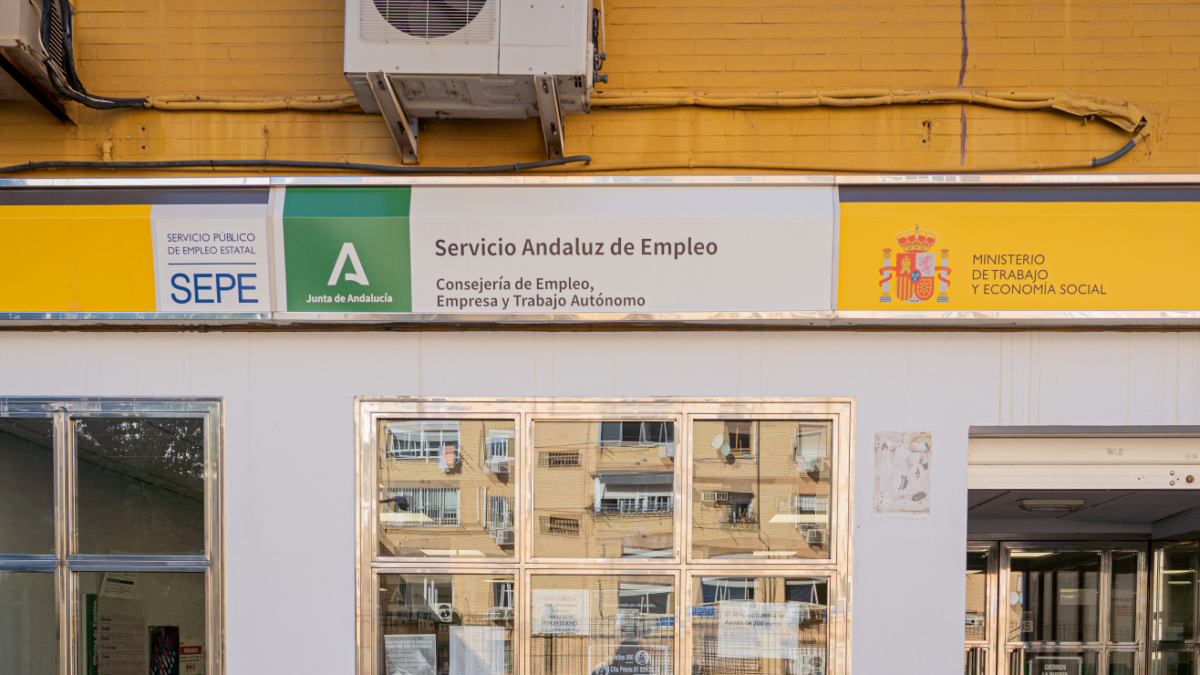 SERVICIO PÚBLICO
DE EMPLEO ESTATAL
SEPE
Junta de Andalucía
Servicio Andaluz de Empleo
Consejería de Empleo,
Empresa y Trabajo Autónomo
MINISTERIO
DE TRABAJO
Y ECONOMÍA SOCIAL